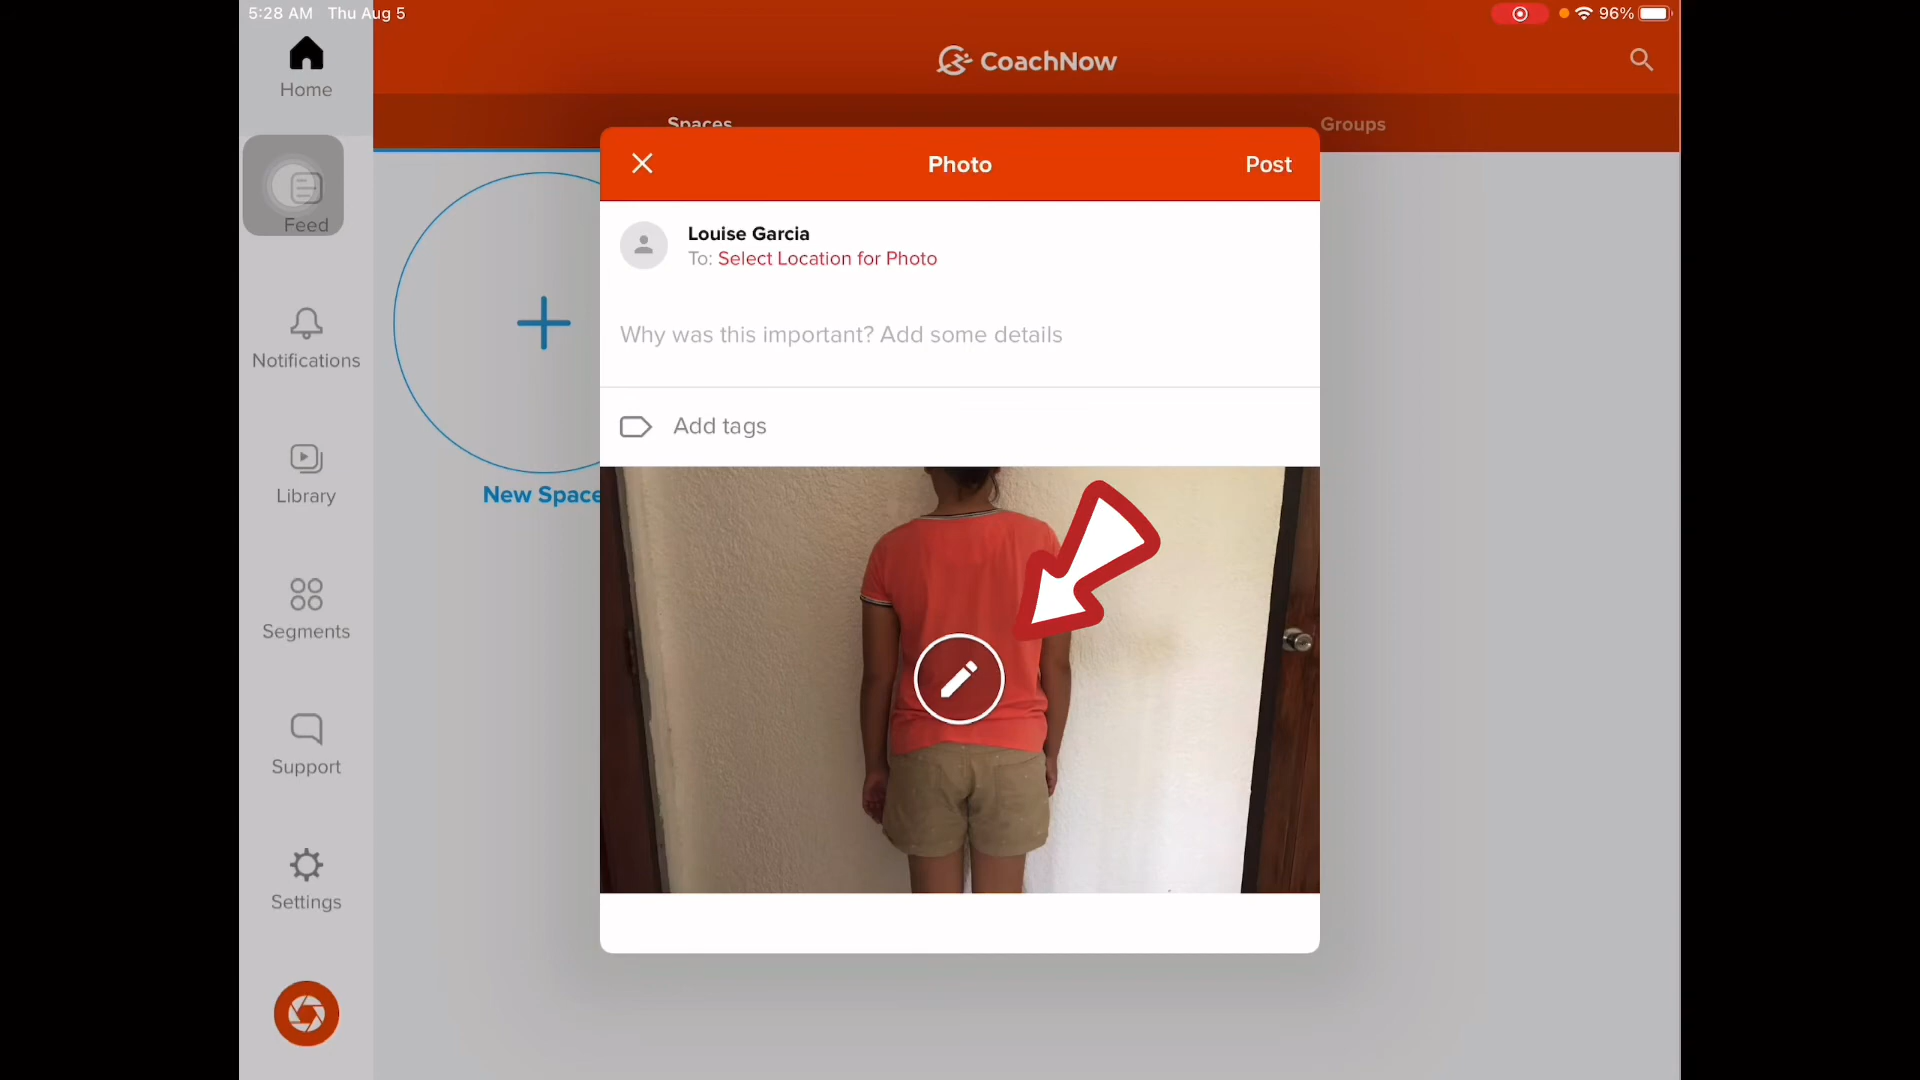 5:28 AM Thu Aug 5
96%
Home
CoachNow
Spaces
Groups
Feed
Photo
Post
Louise Garcia
To: Select Location for Photo
Why was this important? Add some details
Notifications
Add tags
Library
New Space
Segments
Support
Settings